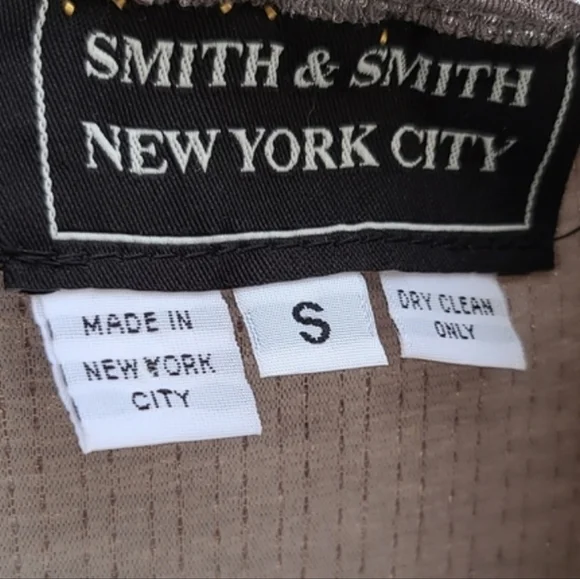 SMITH & SMITH
NEW YORK CITY
MADE IN
NEW YORK
CITY
S
DRY CLEAN
ONLY